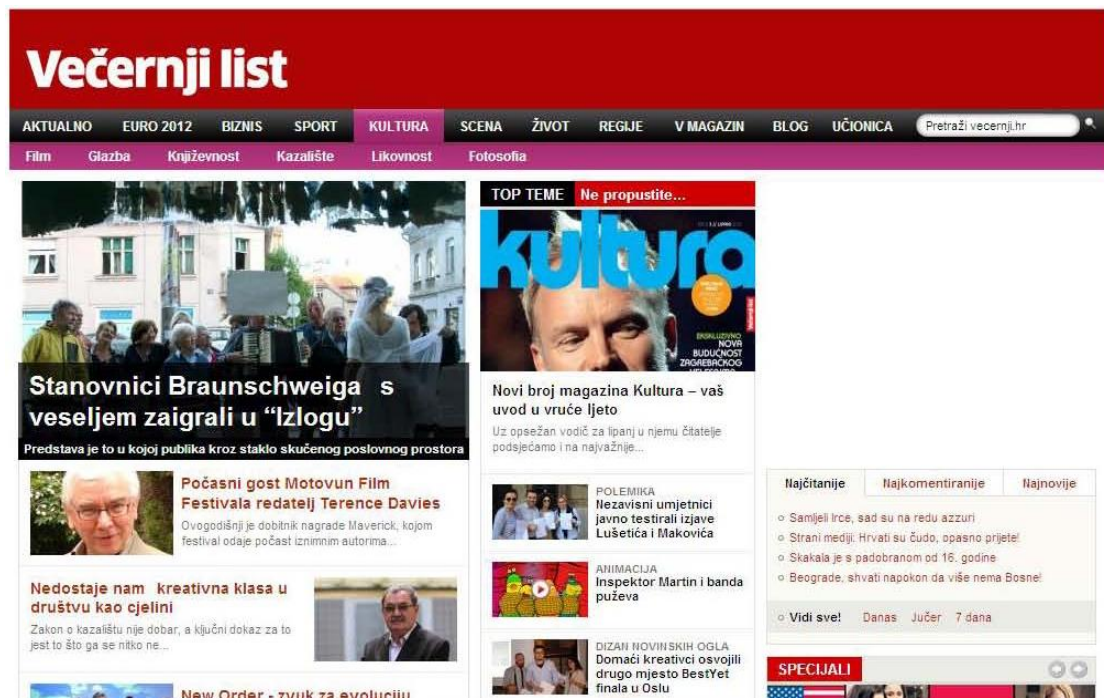 Večernji list
AKTUALNO EURO 2012 BIZNIS SPORT KULTURA SCENA ŽIVOT REGIJE V MAGAZIN BLOG UČIONICA Pretraži vecernji.hr
Film Glazba Književnost Kazalište Likovnost Fotosofia
Stanovnici Braunschweiga s
veseljem zaigrali u “Izlogu”
Predstava je to u kojoj publika kroz staklo skučenog poslovnog prostora
Počasni gost Motovun Film
Festivala redatelj Terence Davies
Ovogodišnji je dobitnik nagrade Maverick, kojom
festival odaje počast iznimnim autorima...
Nedostaje nam kreativna klasa u
društvu kao cjelini
Zakon o kazalištu nije dobar, a ključni dokaz za to
jest to što ga se nitko ne...
New Order - zvuk za evoluciju
TOP TEME Ne propustite...
kultura
EKSKLUZIVNO
NOVA
BUDUĆNOST
ZAGREBAČKOG
VELESAJMA
Novi broj magazina Kultura – vaš
uvod u vruće ljeto
Uz opsežan vodič za lipanj u njemu čitatelje
podsjećamo i na najvažnije...
POLEMIKA
Nezavisni umjetnici
javno testirali izjave
Lušetića i Makovića
ANIMACIJA
Inspektor Martin i banda
puževa
DIZAN NOVINSKIH OGLA
Domaći kreativci osvojili
drugo mjesto BestYet
finala u Oslu
Najčitanije Najkomentiranije Najnovije
Samljeli Irce, sad su na redu azzuri
Strani mediji: Hrvati su čudo, opasno prijete!
Skakala je s padobranom od 16. godine
Beograde, shvati napokon da više nema Bosne!
Vidi sve! Danas Jučer 7 dana
SPECIJALI